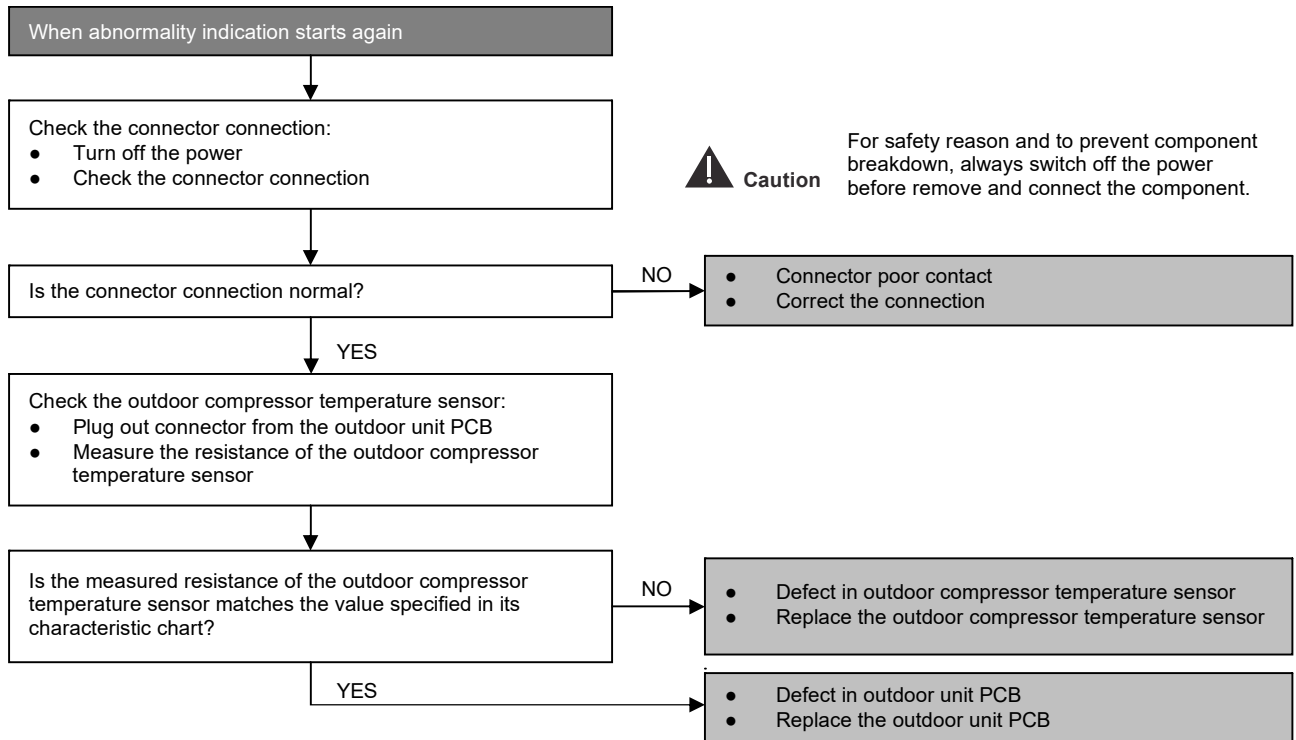 When abnormality indication starts again
Check the connector connection:
● Turn off the power
● Check the connector connection
Caution
For safety reason and to prevent component
breakdown, always switch off the power
before remove and connect the component.
Is the connector connection normal?
NO
● Connector poor contact
● Correct the connection
YES
Check the outdoor compressor temperature sensor:
● Plug out connector from the outdoor unit PCB
● Measure the resistance of the outdoor compressor
temperature sensor
Is the measured resistance of the outdoor compressor
temperature sensor matches the value specified in its
characteristic chart?
NO
● Defect in outdoor compressor temperature sensor
● Replace the outdoor compressor temperature sensor
YES
● Defect in outdoor unit PCB
● Replace the outdoor unit PCB